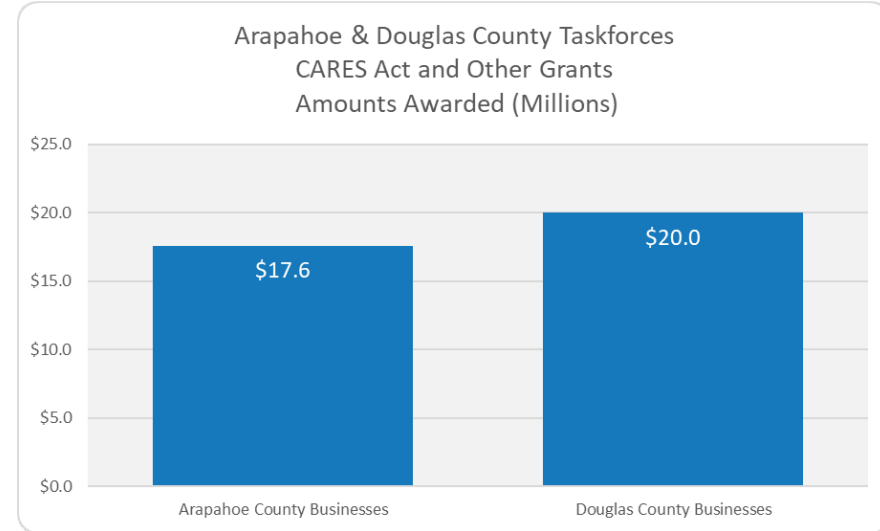 Arapahoe & Douglas County Taskforces
CARES Act and Other Grants
Amounts Awarded (Millions)
$25.0
$20.0
$15.0
$10.0
$5.0
$0.0
$17.6
$20.0
Arapahoe County Businesses
Douglas County Businesses